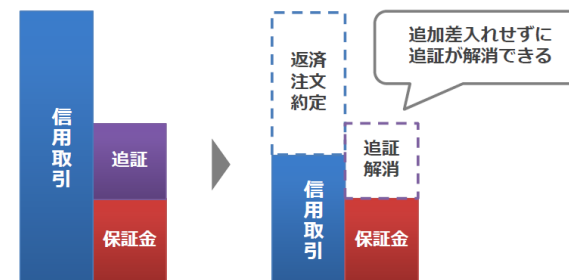 信用取引
追証
保証金
返済
注文
約定
追加差入れせずに
追証が解消できる
追証
解消
信用取引
保証金